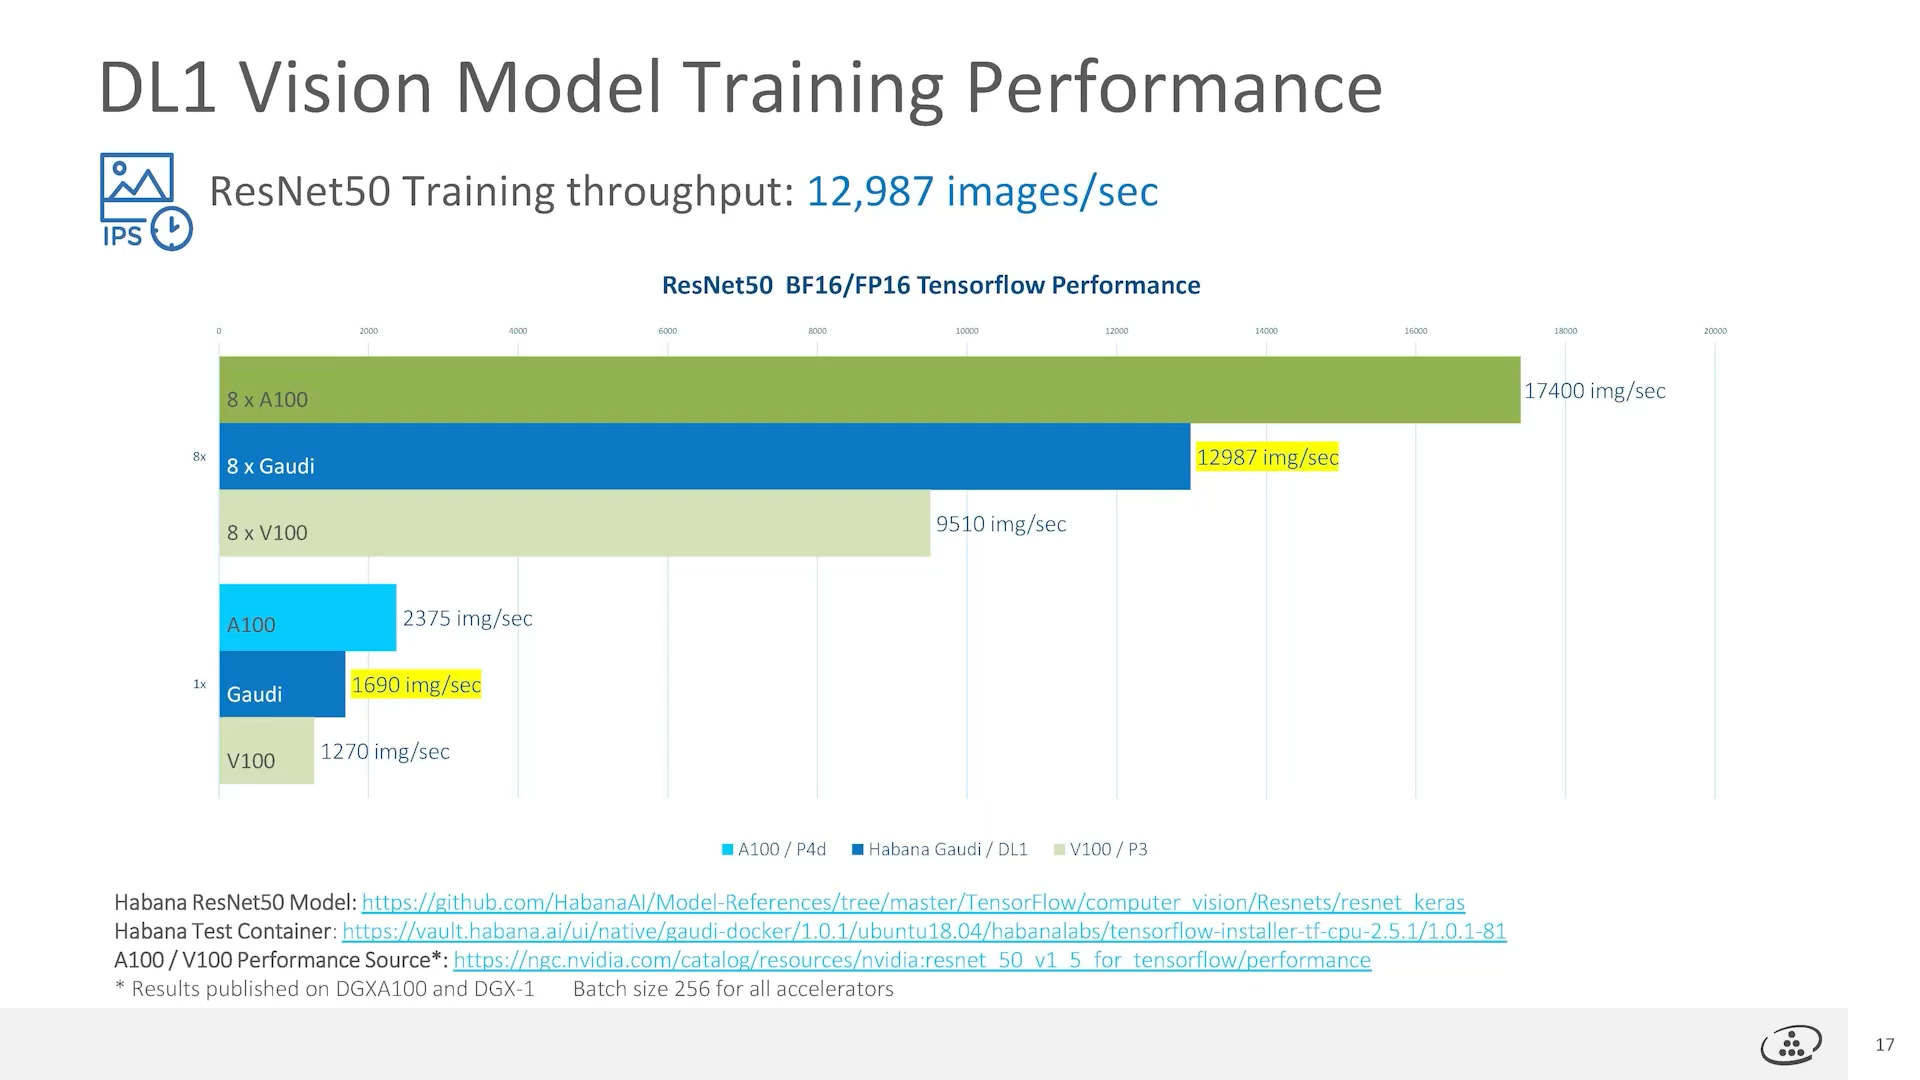 DL1 Vision Model Training Performance
IPS
ResNet50 Training throughput: 12,987 images/sec
ResNet50 BF16/FP16 Tensorflow Performance
0 2000 4000 6000 8000 10000 12000 14000 16000 18000 20000
8x
8 x A100 17400 img/sec
8 x Gaudi 12987 img/sec
8 x V100 9510 img/sec
1x
A100 2375 img/sec
Gaudi 1690 img/sec
V100 1270 img/sec
A100 / P4d Habana Gaudi / DL1 V100 / P3
Habana ResNet50 Model: https://github.com/HabanaAI/Model-References/tree/master/TensorFlow/computer_vision/Resnets/resnet_keras
Habana Test Container: https://vault.habana.ai/ui/native/gaudi-docker/1.0.1/ubuntu18.04/habanalabs/tensorflow-installer-tf-cpu-2.5.1/1.0.1-81
A100 / V100 Performance Source*: https://ngc.nvidia.com/catalog/resources/nvidia:resnet_50_v1_5_for_tensorflow/performance
* Results published on DGXA100 and DGX-1 Batch size 256 for all accelerators
17